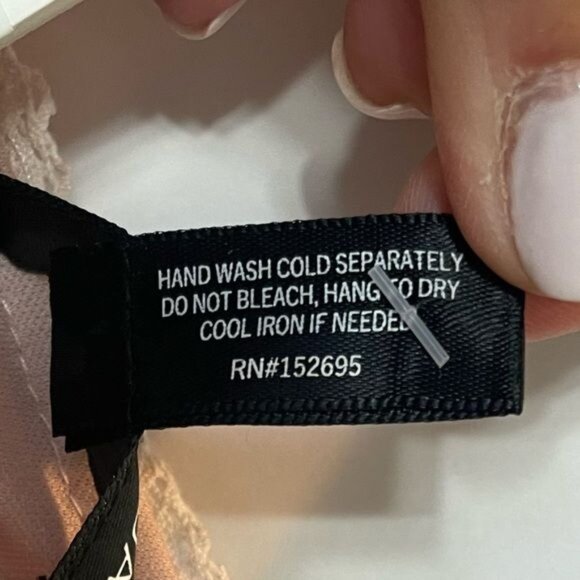 HAND WASH COLD SEPARATELY
DO NOT BLEACH, HANG TO DRY
COOL IRON IF NEEDED
RN#152695